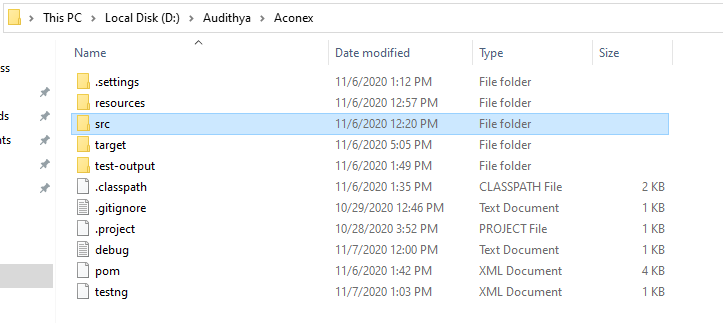 This PC > Local Disk (D:) > Audithya > Aconex
Name Date modified Type Size
.settings 11/6/2020 1:12 PM File folder
resources 11/6/2020 12:57 PM File folder
src 11/6/2020 12:20 PM File folder
target 11/6/2020 5:05 PM File folder
test-output 11/6/2020 1:49 PM File folder
.classpath 11/6/2020 1:35 PM CLASSPATH File 2 KB
.gitignore 10/29/2020 12:46 PM Text Document 1 KB
.project 10/28/2020 3:52 PM PROJECT File 1 KB
debug 11/7/2020 12:00 PM Text Document 1 KB
pom 11/6/2020 1:42 PM XML Document 4 KB
testng 11/7/2020 1:03 PM XML Document 1 KB